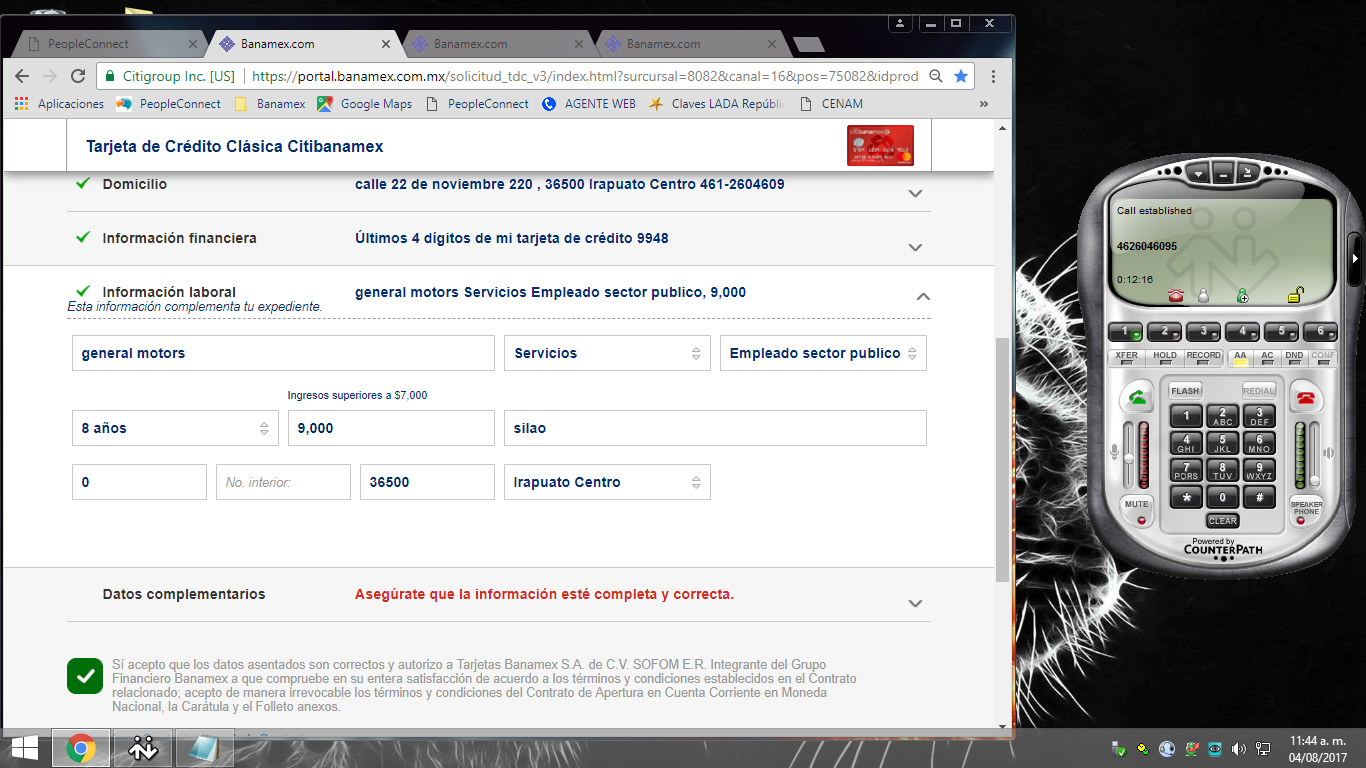 PeopleConnect
Banamex.com
Banamex.com
Banamex.com
Citigroup Inc. [US]
https://portal.banamex.com.mx/solicitud_tdc_v3/index.html?surcursal=8082&canal=16&pos=75082&idprod
Aplicaciones
PeopleConnect
Banamex
Google Maps
PeopleConnect
AGENTE WEB
Claves LADA Repúblic
CENAM
»
Tarjeta de Crédito Clásica Citibanamex
citibanamex
Domicilio
calle 22 de noviembre 220 , 36500 Irapuato Centro 461-2604609
Información financiera
Últimos 4 dígitos de mi tarjeta de crédito 9948
Información laboral
general motors Servicios Empleado sector publico, 9,000
Esta información complementa tu expediente.
general motors
Servicios
Empleado sector publico
Ingresos superiores a $7,000
8 años
9,000
silao
0
No. interior:
36500
Irapuato Centro
Datos complementarios
Asegúrate que la información esté completa y correcta.
Sí acepto que los datos asentados son correctos y autorizo a Tarjetas Banamex S.A. de C.V. SOFOM E.R. Integrante del Grupo
Financiero Banamex a que compruebe en su entera satisfacción de acuerdo a los términos y condiciones establecidos en el Contrato
relacionado; acepto de manera irrevocable los términos y condiciones del Contrato de Apertura en Cuenta Corriente en Moneda
Nacional, la Carátula y el Folleto anexos.
Call established
4626046095
0:12:16
1 2 3 4 5 6
XFER HOLD RECORD AA AC DND CONF
FLASH REDIAL
1 2 ABC 3 DEF
4 GHI 5 JKL 6 MNO
7 PQRS 8 TUV 9 WXYZ
* 0 #
MUTE
CLEAR
SPEAKER
PHONE
Powered by
COUNTERPATH
11:44 a. m.
04/08/2017